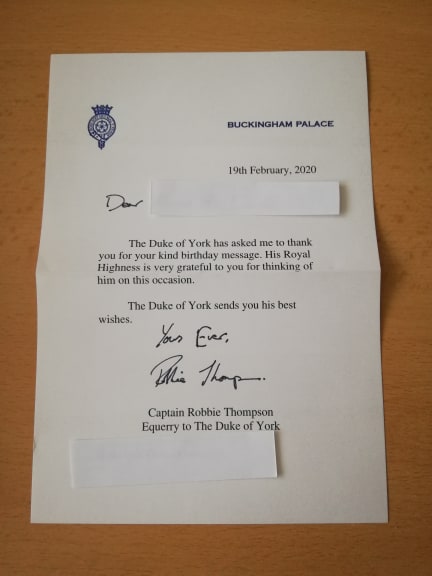 BUCKINGHAM PALACE
19th February, 2020
Dear
The Duke of York has asked me to thank
you for your kind birthday message. His Royal
Highness is very grateful to you for thinking of
him on this occasion.
The Duke of York sends you his best
wishes.
Yours Ever,
Robbie Thompson.
Captain Robbie Thompson
Equerry to The Duke of York